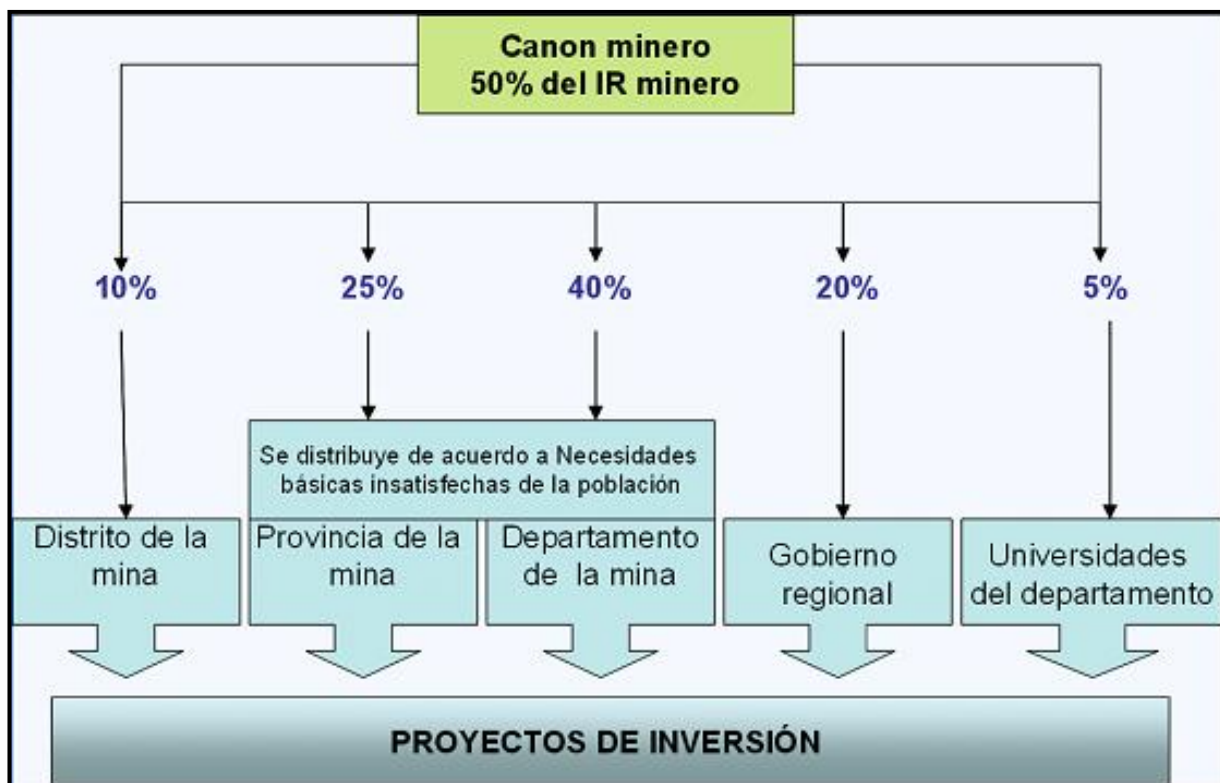 Canon minero
50% del IR minero
10%
25%
40%
20%
5%
Se distribuye de acuerdo a Necesidades
básicas insatisfechas de la población
Distrito de la
mina
Provincia de la
mina
Departamento
de la mina
Gobierno
regional
Universidades
del departamento
PROYECTOS DE INVERSIÓN